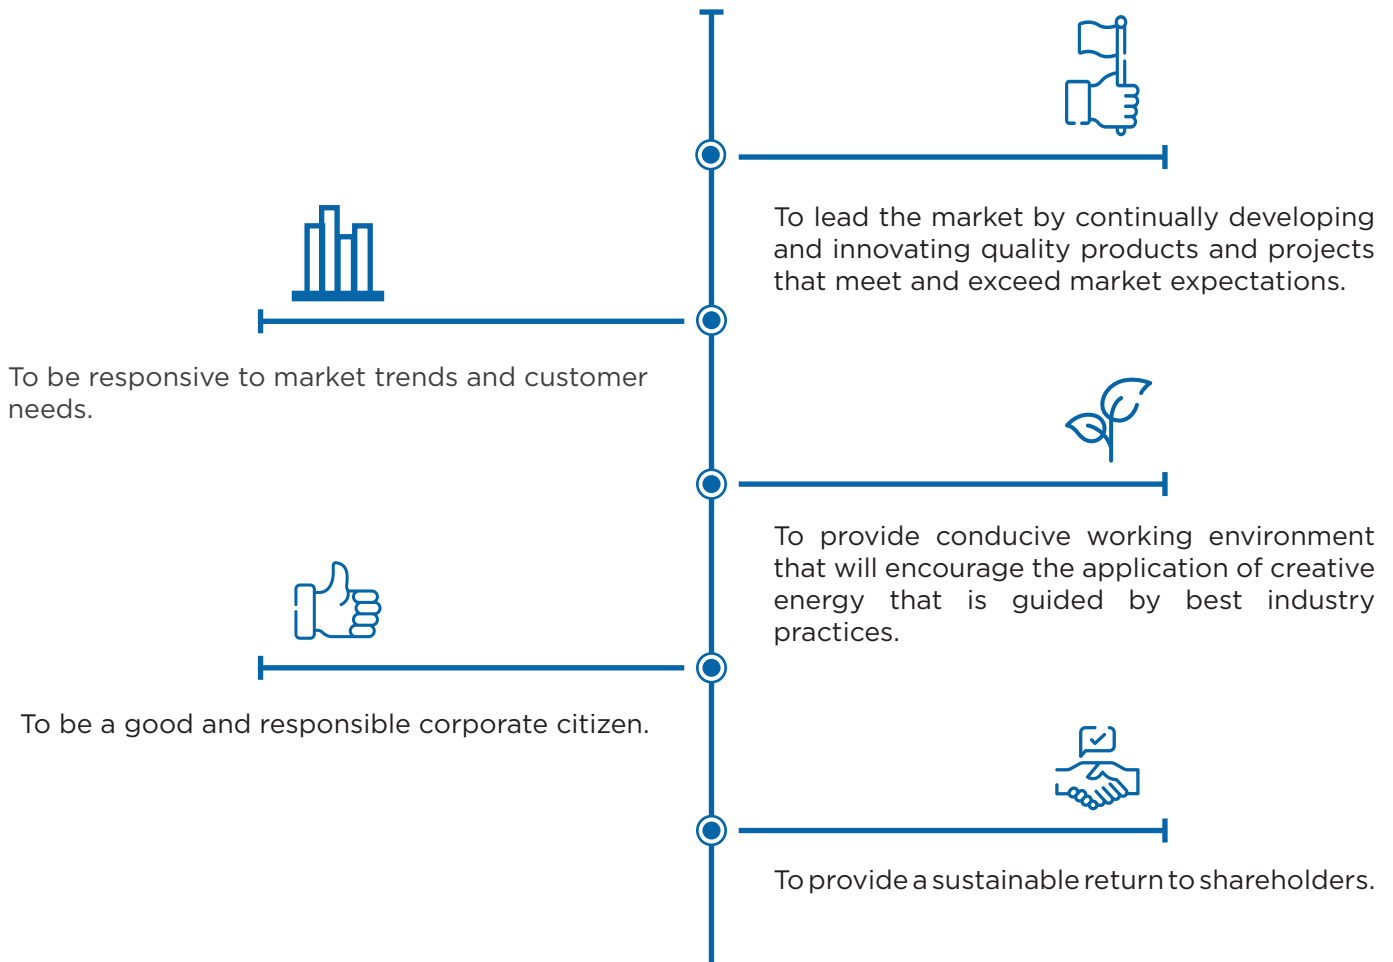 To lead the market by continually developing
and innovating quality products and projects
that meet and exceed market expectations.
To be responsive to market trends and customer
needs.
To provide conducive working environment
that will encourage the application of creative
energy that is guided by best industry
practices.
To be a good and responsible corporate citizen.
To provide a sustainable return to shareholders.